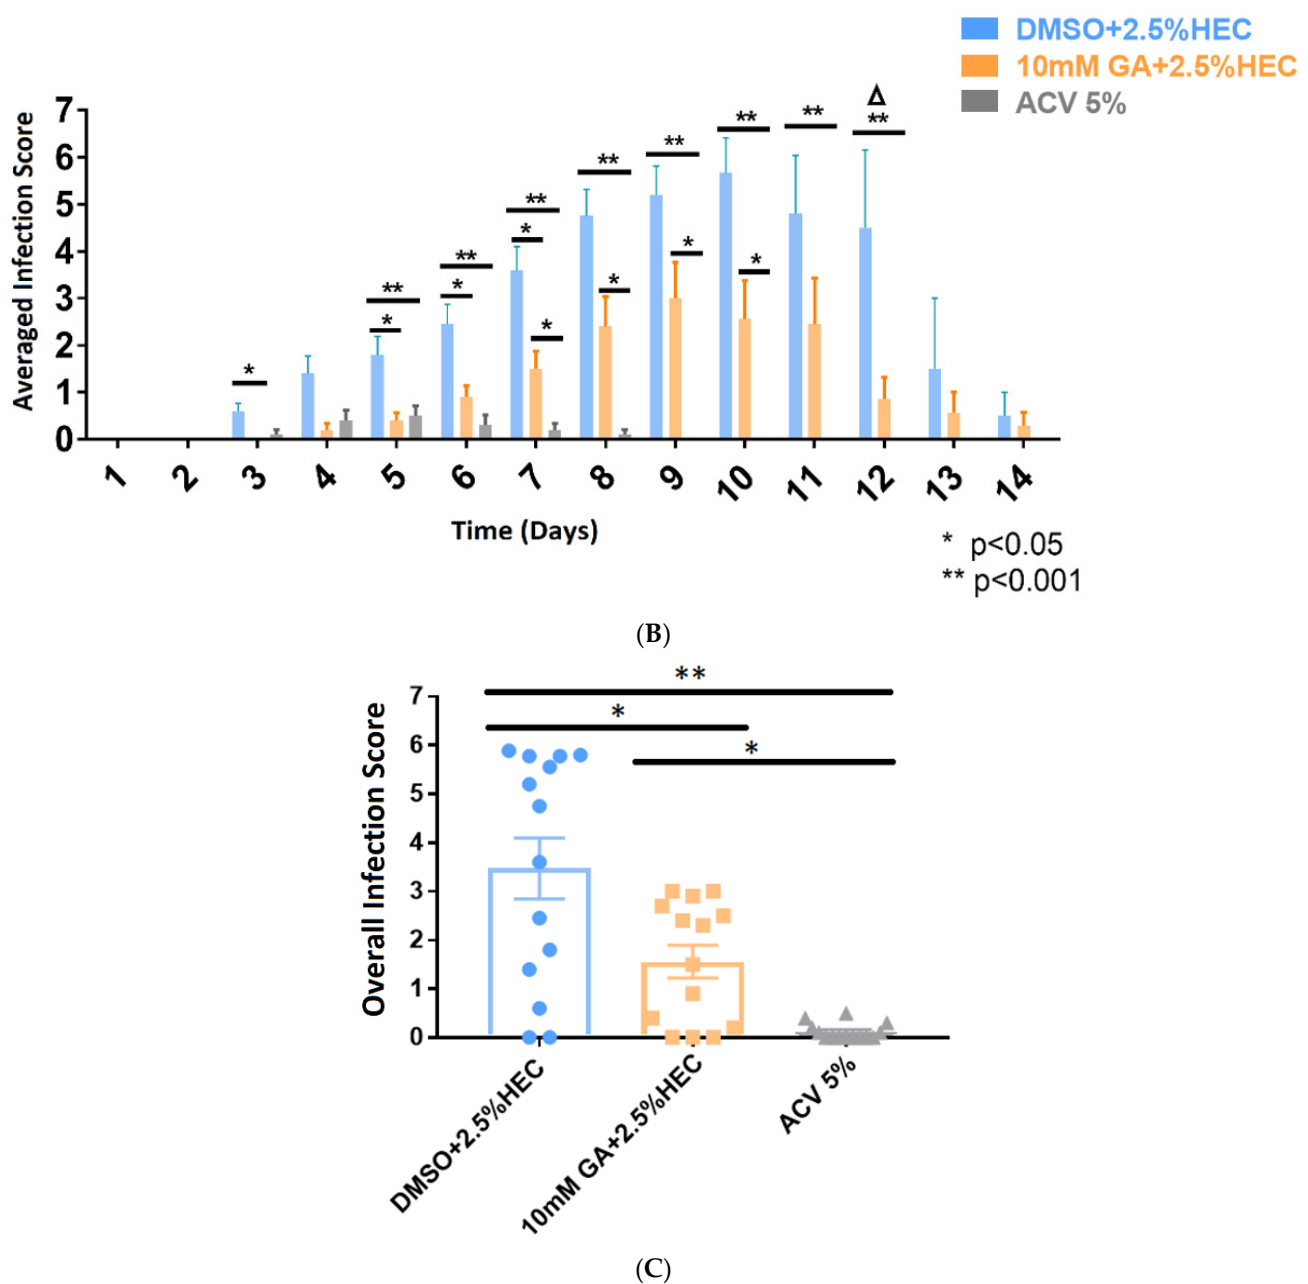 DMSO+2.5%HEC
10mM GA+2.5%HEC
ACV 5%
Averaged Infection Score
7
6
5
4
3
2
1
0
*
**
*
**
*
**
*
*
**
*
**
*
**
*
**
Δ
**
1 2 3 4 5 6 7 8 9 10 11 12 13 14
Time (Days)
* p<0.05
** p<0.001
(B)
Overall Infection Score
7
6
5
4
3
2
1
0
**
*
*
DMSO+2.5%HEC
10mM GA+2.5%HEC
ACV 5%
(C)